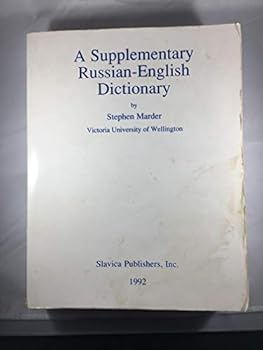 A Supplementary
Russian-English
Dictionary
by
Stephen Marder
Victoria University of Wellington
Slavica Publishers, Inc.
1992